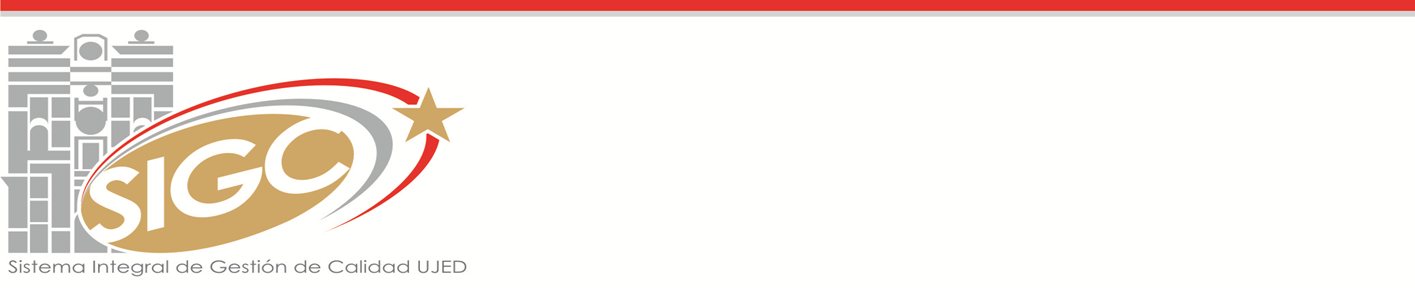 SIGC
Sistema Integral de Gestión de Calidad UJED